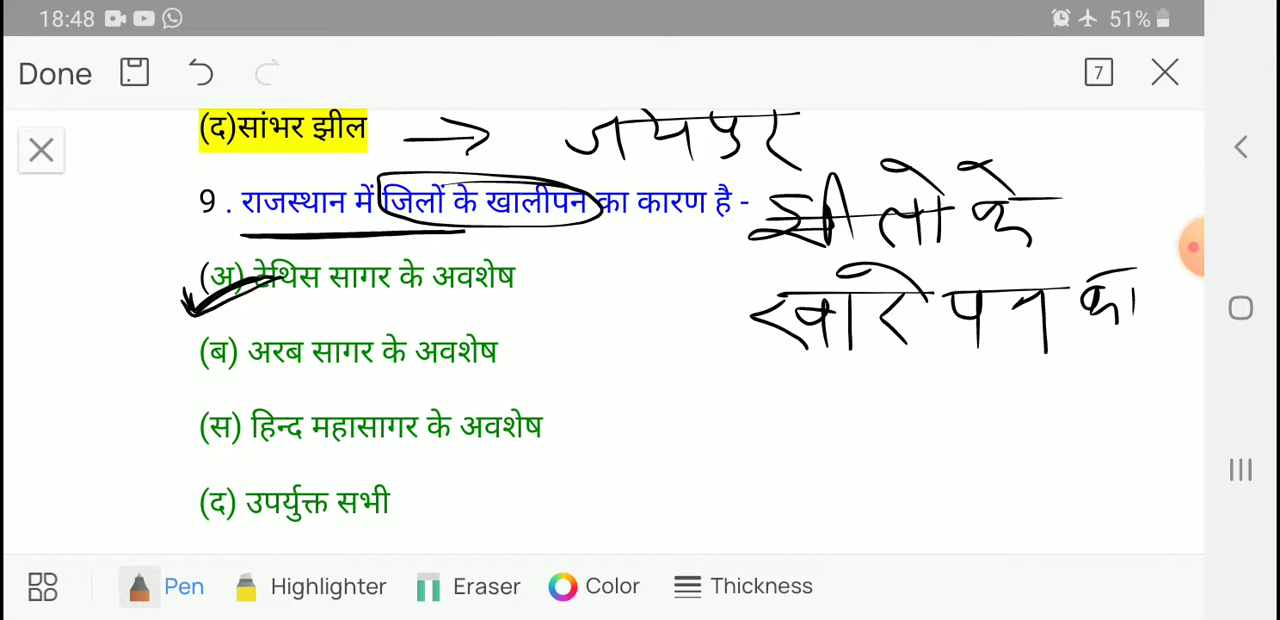 18:48 51%
Done 7
(द)सांभर झील → जयपुर
9 . राजस्थान में जिलों के खालीपन का कारण है - झीलो के
खारे पन का
(अ) टेथिस सागर के अवशेष
(ब) अरब सागर के अवशेष
(स) हिन्द महासागर के अवशेष
(द) उपर्युक्त सभी
Pen Highlighter Eraser Color Thickness